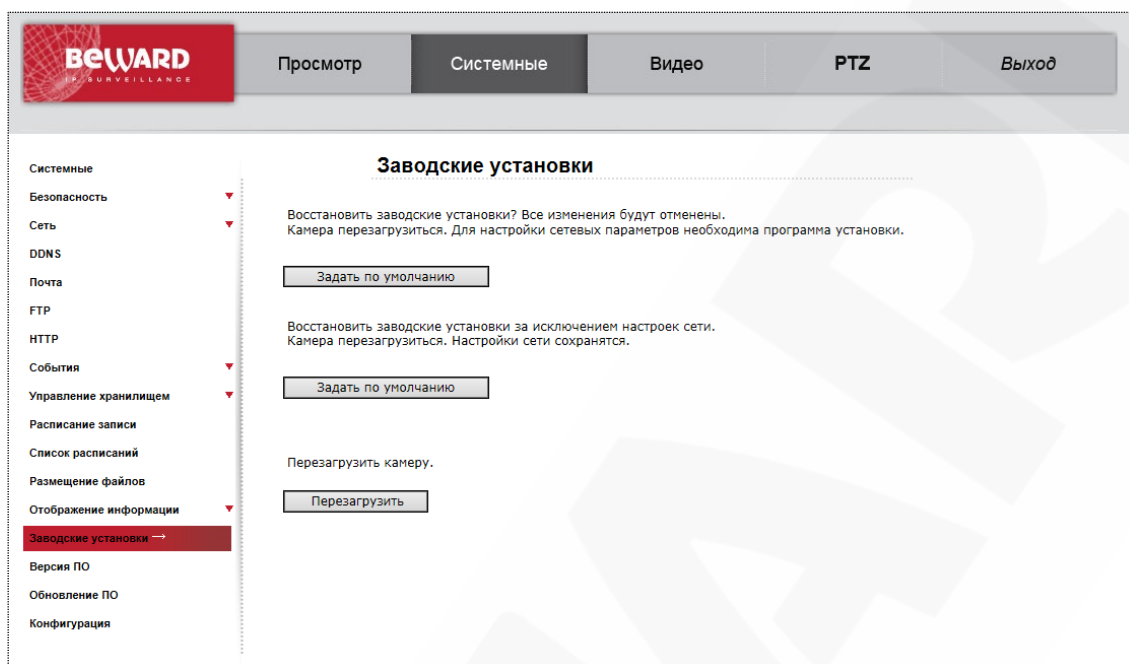 BEWARD
IP SURVEILLANCE
Просмотр
Системные
Видео
PTZ
Выход
Системные
Безопасность
Сеть
DDNS
Почта
FTP
HTTP
События
Управление хранилищем
Расписание записи
Список расписаний
Размещение файлов
Отображение информации
Заводские установки →
Версия ПО
Обновление ПО
Конфигурация
Заводские установки
Восстановить заводские установки? Все изменения будут отменены.
Камера перезагрузиться. Для настройки сетевых параметров необходима программа установки.
Задать по умолчанию
Восстановить заводские установки за исключением настроек сети.
Камера перезагрузиться. Настройки сети сохранятся.
Задать по умолчанию
Перезагрузить камеру.
Перезагрузить